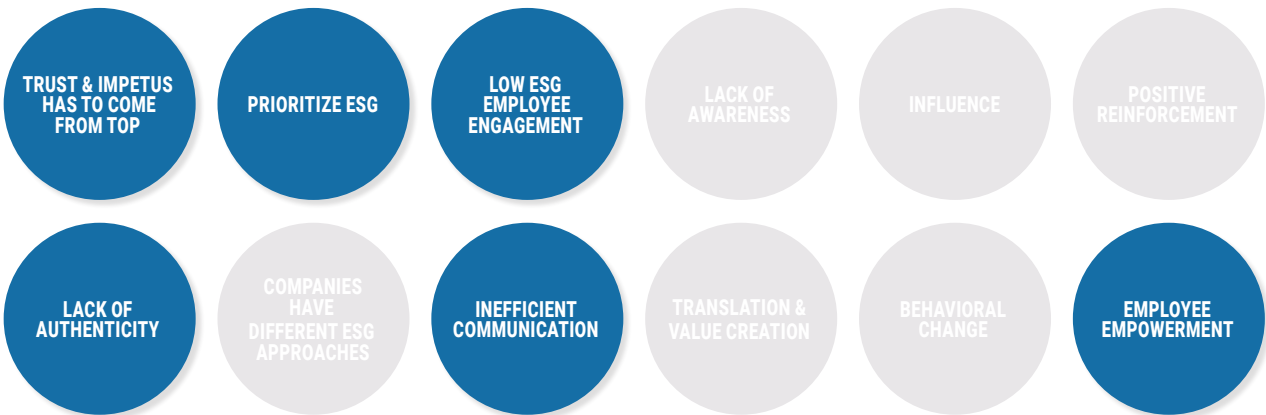 TRUST & IMPETUS
HAS TO COME
FROM TOP
PRIORITIZE ESG
LOW ESG
EMPLOYEE
ENGAGEMENT
LACK OF
AWARENESS
INFLUENCE
POSITIVE
REINFORCEMENT
LACK OF
AUTHENTICITY
COMPANIES
HAVE
DIFFERENT ESG
APPROACHES
INEFFICIENT
COMMUNICATION
TRANSLATION &
VALUE CREATION
BEHAVIORAL
CHANGE
EMPLOYEE
EMPOWERMENT